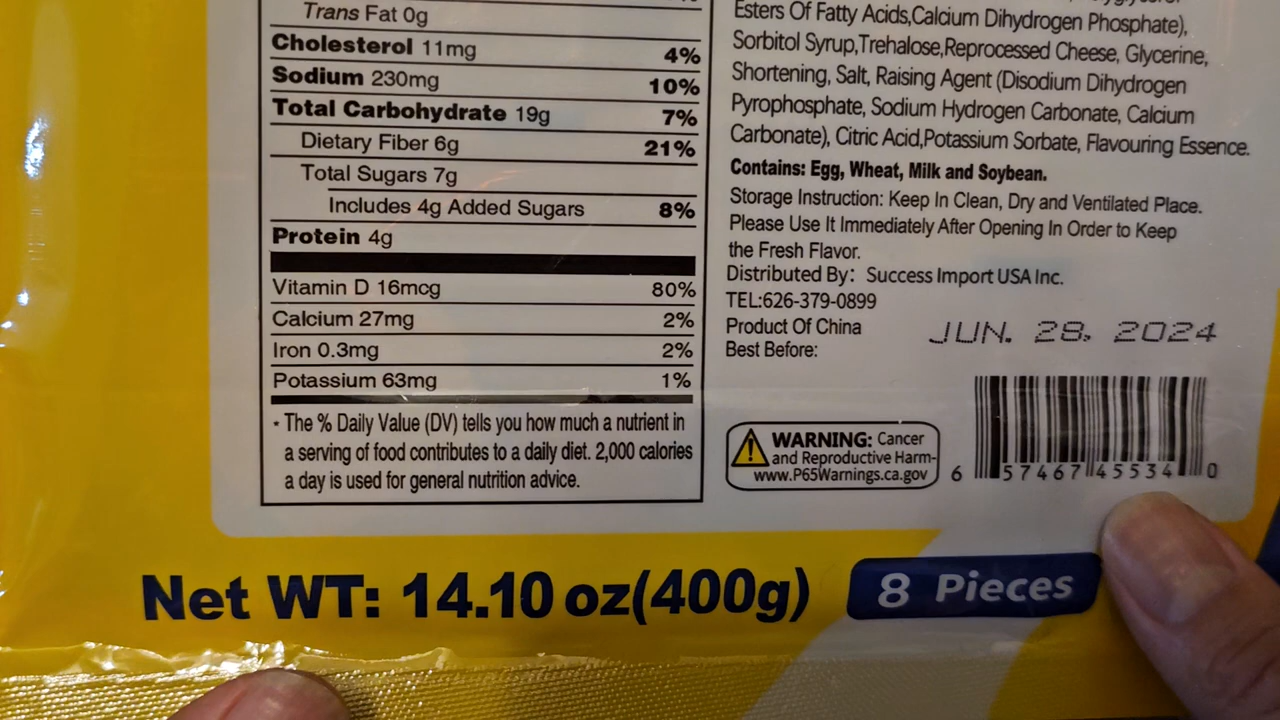 Trans Fat 0g
Cholesterol 11mg 4%
Sodium 230mg 10%
Total Carbohydrate 19g 7%
Dietary Fiber 6g 21%
Total Sugars 7g
Includes 4g Added Sugars 8%
Protein 4g
Vitamin D 16mcg 80%
Calcium 27mg 2%
Iron 0.3mg 2%
Potassium 63mg 1%
• The % Daily Value (DV) tells you how much a nutrient in
a serving of food contributes to a daily diet. 2,000 calories
a day is used for general nutrition advice.
Esters Of Fatty Acids,Calcium Dihydrogen Phosphate),
Sorbitol Syrup,Trehalose,Reprocessed Cheese, Glycerine,
Shortening, Salt, Raising Agent (Disodium Dihydrogen
Pyrophosphate, Sodium Hydrogen Carbonate, Calcium
Carbonate), Citric Acid,Potassium Sorbate, Flavouring Essence.
Contains: Egg, Wheat, Milk and Soybean.
Storage Instruction: Keep In Clean, Dry and Ventilated Place.
Please Use It Immediately After Opening In Order to Keep
the Fresh Flavor.
Distributed By: Success Import USA Inc.
TEL:626-379-0899
Product Of China
Best Before: JUN. 28, 2024
WARNING: Cancer
and Reproductive Harm-
www.P65Warnings.ca.gov
6 57467 45534 0
Net WT: 14.10 oz(400g) 8 Pieces